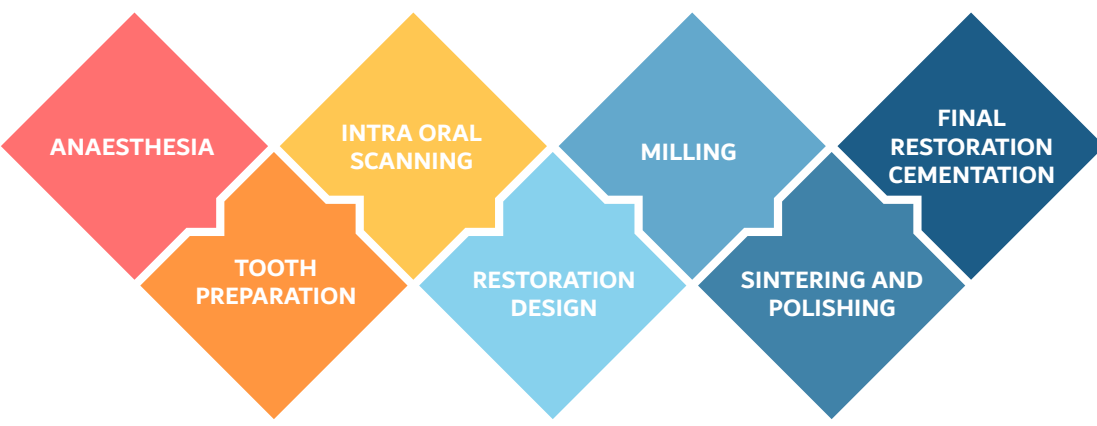 ANAESTHESIA
TOOTH
PREPARATION
INTRA ORAL
SCANNING
RESTORATION
DESIGN
MILLING
SINTERING AND
POLISHING
FINAL
RESTORATION
CEMENTATION